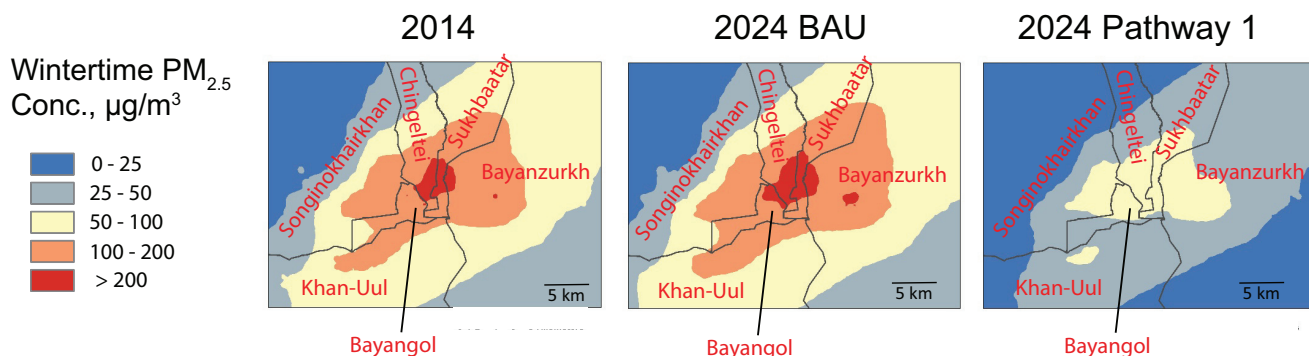 2014
2024 BAU
2024 Pathway 1
Wintertime PM2.5
Conc., µg/m³
0 - 25
25 - 50
50 - 100
100 - 200
> 200
Songinokhairkhan
Chingeltei
Sukhbaatar
Bayanzurkh
Khan-Uul
5 km
Bayangol
Songinokhairkhan
Chingeltei
Sukhbaatar
Bayanzurkh
Khan-Uul
5 km
Bayangol
Songinokhairkhan
Chingeltei
Sukhbaatar
Bayanzurkh
Khan-Uul
5 km
Bayangol